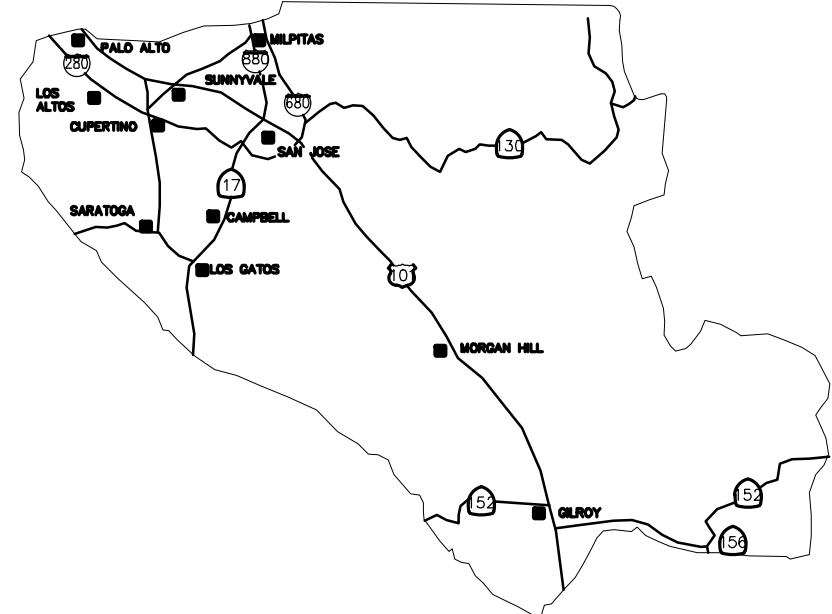 MILPITAS
PALO ALTO
280
880
SUNNYVALE
LOS
ALTOS
680
CUPERTINO
130
SAN JOSE
17
SARATOGA
CAMPBELL
LOS GATOS
101
MORGAN HILL
152
152
GILROY
156